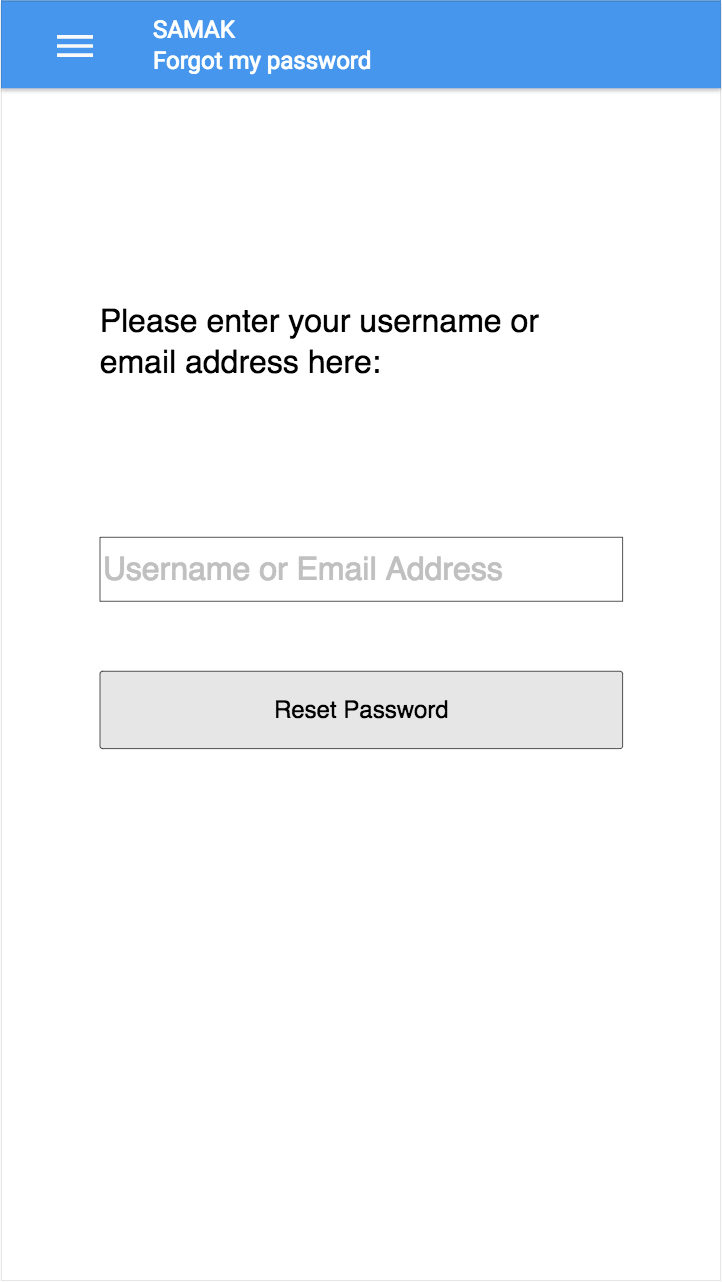 SAMAK
Forgot my password
Please enter your username or
email address here:
Username or Email Address
Reset Password